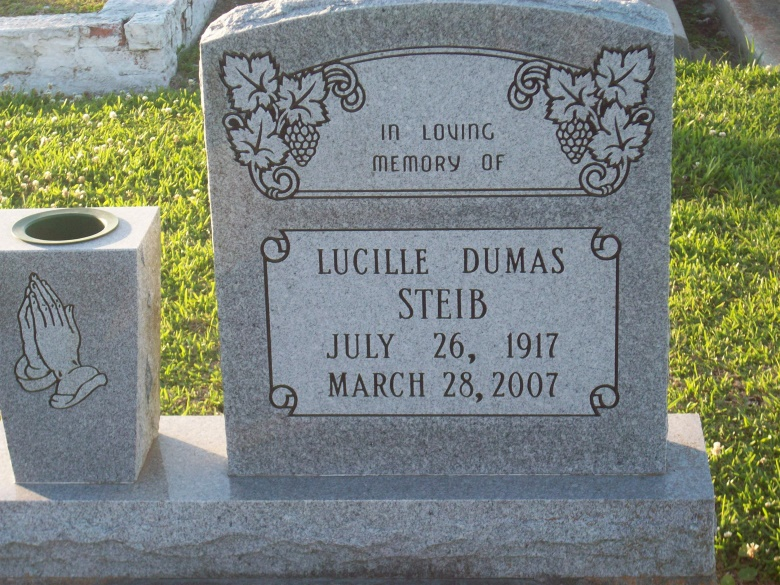 IN LOVING
MEMORY OF
LUCILLE DUMAS
STEIB
JULY 26, 1917
MARCH 28, 2007